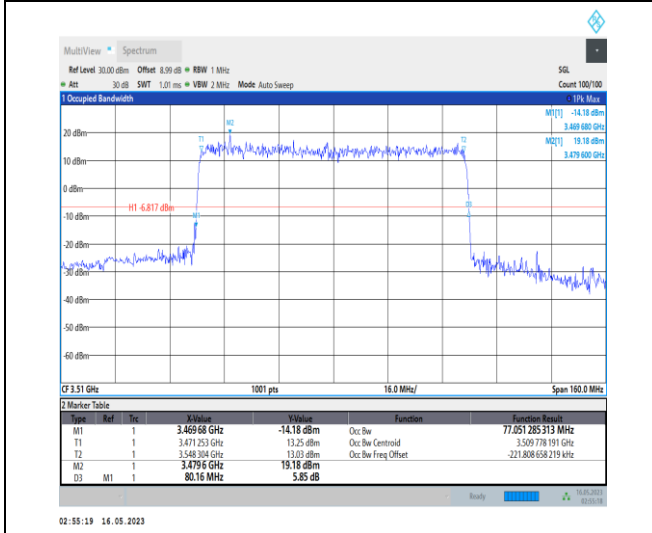 MultiView Spectrum
Ref Level 30.00 dBm Offset 8.99 dB RBW 1 MHz SGL
Att 30 dB SWT 1.01 ms VBW 2 MHz Mode Auto Sweep Count 100/100
1 Occupied Bandwidth 1Pk Max
M1[1] -14.18 dBm
3.469 680 GHz
M2[1] 19.18 dBm
3.479 600 GHz
M2
20 dBm
T1
T2
10 dBm
0 dBm
H1 -6.817 dBm
D3
-10 dBm
-20 dBm
-30 dBm
-40 dBm
-50 dBm
-60 dBm
CF 3.51 GHz 1001 pts 16.0 MHz/ Span 160.0 MHz
2 Marker Table
Type Ref Trc X-Value Y-Value Function Function Result
M1 1 3.469 68 GHz -14.18 dBm Occ Bw 77.051 285 313 MHz
T1 1 3.471 253 GHz 13.25 dBm Occ Bw Centroid 3.509 778 191 GHz
T2 1 3.548 304 GHz 13.03 dBm Occ Bw Freq Offset -221.808 658 219 kHz
M2 1 3.479 6 GHz 19.18 dBm
D3 M1 1 80.16 MHz 5.85 dB
Ready 16.05.2023
02:55:18
02:55:19 16.05.2023